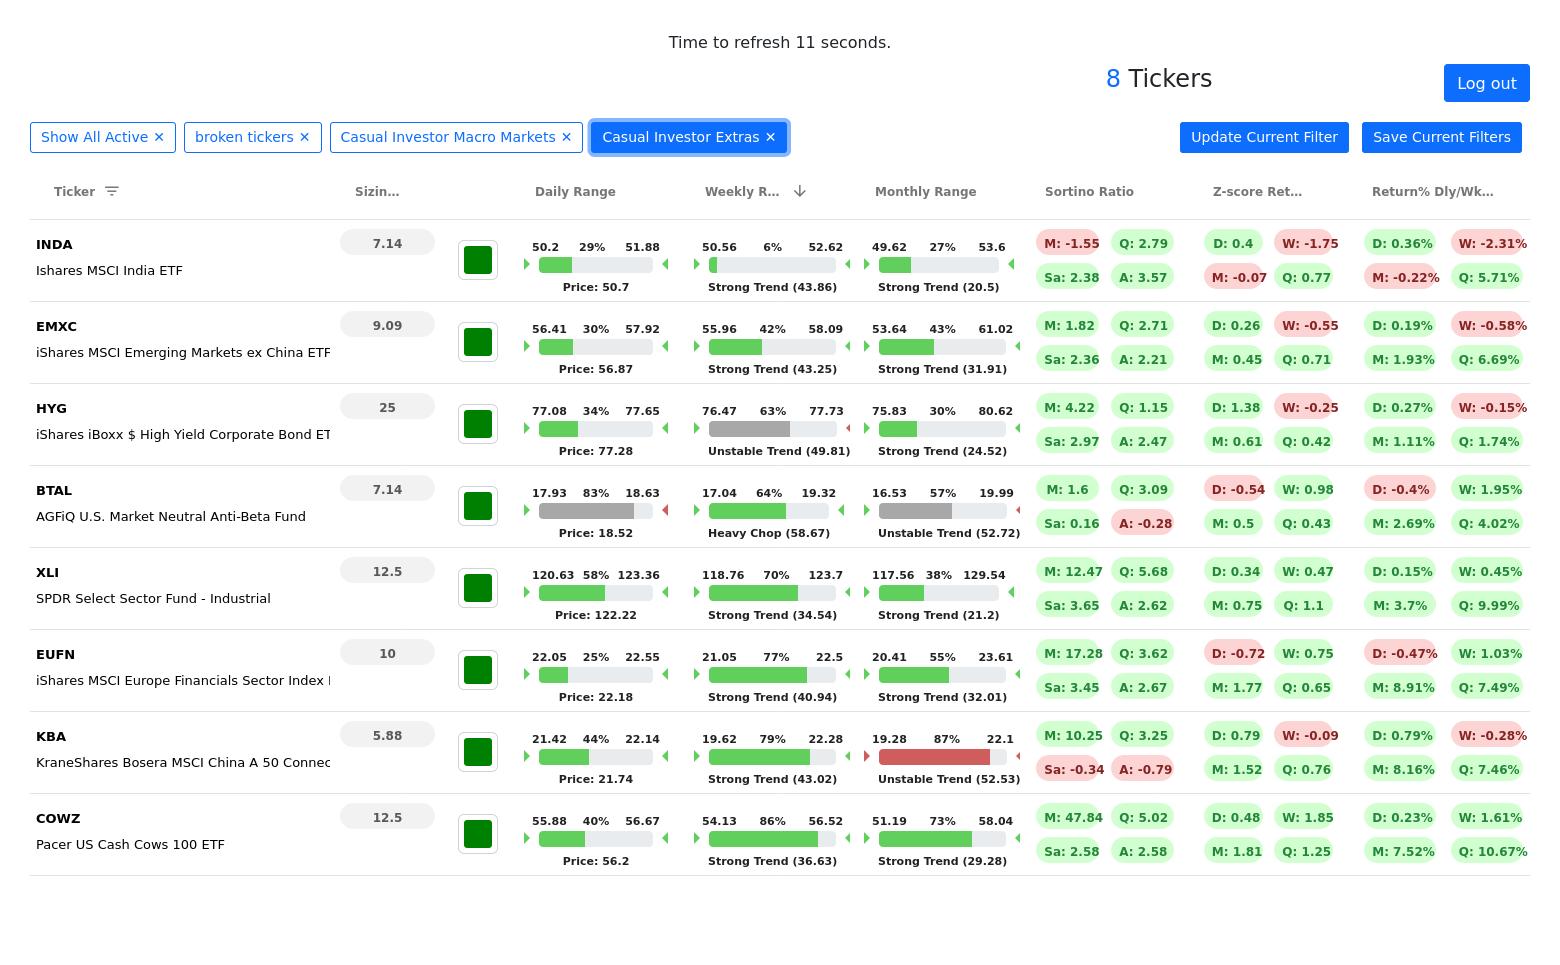 Time to refresh 11 seconds.
8 Tickers
Log out
Show All Active ✕ broken tickers ✕ Casual Investor Macro Markets ✕ Casual Investor Extras ✕ Update Current Filter Save Current Filters
Ticker Sizin… Daily Range Weekly R… Monthly Range Sortino Ratio Z-score Ret… Return% Dly/Wk…
INDA 7.14 50.2 29% 51.88 50.56 6% 52.62 49.62 27% 53.6 M: -1.55 Q: 2.79 D: 0.4 W: -1.75 D: 0.36% W: -2.31%
Ishares MSCI India ETF Price: 50.7 Strong Trend (43.86) Strong Trend (20.5) Sa: 2.38 A: 3.57 M: -0.07 Q: 0.77 M: -0.22% Q: 5.71%
EMXC 9.09 56.41 30% 57.92 55.96 42% 58.09 53.64 43% 61.02 M: 1.82 Q: 2.71 D: 0.26 W: -0.55 D: 0.19% W: -0.58%
iShares MSCI Emerging Markets ex China ETF Price: 56.87 Strong Trend (43.25) Strong Trend (31.91) Sa: 2.36 A: 2.21 M: 0.45 Q: 0.71 M: 1.93% Q: 6.69%
HYG 25 77.08 34% 77.65 76.47 63% 77.73 75.83 30% 80.62 M: 4.22 Q: 1.15 D: 1.38 W: -0.25 D: 0.27% W: -0.15%
iShares iBoxx $ High Yield Corporate Bond ET Price: 77.28 Unstable Trend (49.81) Strong Trend (24.52) Sa: 2.97 A: 2.47 M: 0.61 Q: 0.42 M: 1.11% Q: 1.74%
BTAL 7.14 17.93 83% 18.63 17.04 64% 19.32 16.53 57% 19.99 M: 1.6 Q: 3.09 D: -0.54 W: 0.98 D: -0.4% W: 1.95%
AGFiQ U.S. Market Neutral Anti-Beta Fund Price: 18.52 Heavy Chop (58.67) Unstable Trend (52.72) Sa: 0.16 A: -0.28 M: 0.5 Q: 0.43 M: 2.69% Q: 4.02%
XLI 12.5 120.63 58% 123.36 118.76 70% 123.7 117.56 38% 129.54 M: 12.47 Q: 5.68 D: 0.34 W: 0.47 D: 0.15% W: 0.45%
SPDR Select Sector Fund - Industrial Price: 122.22 Strong Trend (34.54) Strong Trend (21.2) Sa: 3.65 A: 2.62 M: 0.75 Q: 1.1 M: 3.7% Q: 9.99%
EUFN 10 22.05 25% 22.55 21.05 77% 22.5 20.41 55% 23.61 M: 17.28 Q: 3.62 D: -0.72 W: 0.75 D: -0.47% W: 1.03%
iShares MSCI Europe Financials Sector Index Price: 22.18 Strong Trend (40.94) Strong Trend (32.01) Sa: 3.45 A: 2.67 M: 1.77 Q: 0.65 M: 8.91% Q: 7.49%
KBA 5.88 21.42 44% 22.14 19.62 79% 22.28 19.28 87% 22.1 M: 10.25 Q: 3.25 D: 0.79 W: -0.09 D: 0.79% W: -0.28%
KraneShares Bosera MSCI China A 50 Connec Price: 21.74 Strong Trend (43.02) Unstable Trend (52.53) Sa: -0.34 A: -0.79 M: 1.52 Q: 0.76 M: 8.16% Q: 7.46%
COWZ 12.5 55.88 40% 56.67 54.13 86% 56.52 51.19 73% 58.04 M: 47.84 Q: 5.02 D: 0.48 W: 1.85 D: 0.23% W: 1.61%
Pacer US Cash Cows 100 ETF Price: 56.2 Strong Trend (36.63) Strong Trend (29.28) Sa: 2.58 A: 2.58 M: 1.81 Q: 1.25 M: 7.52% Q: 10.67%